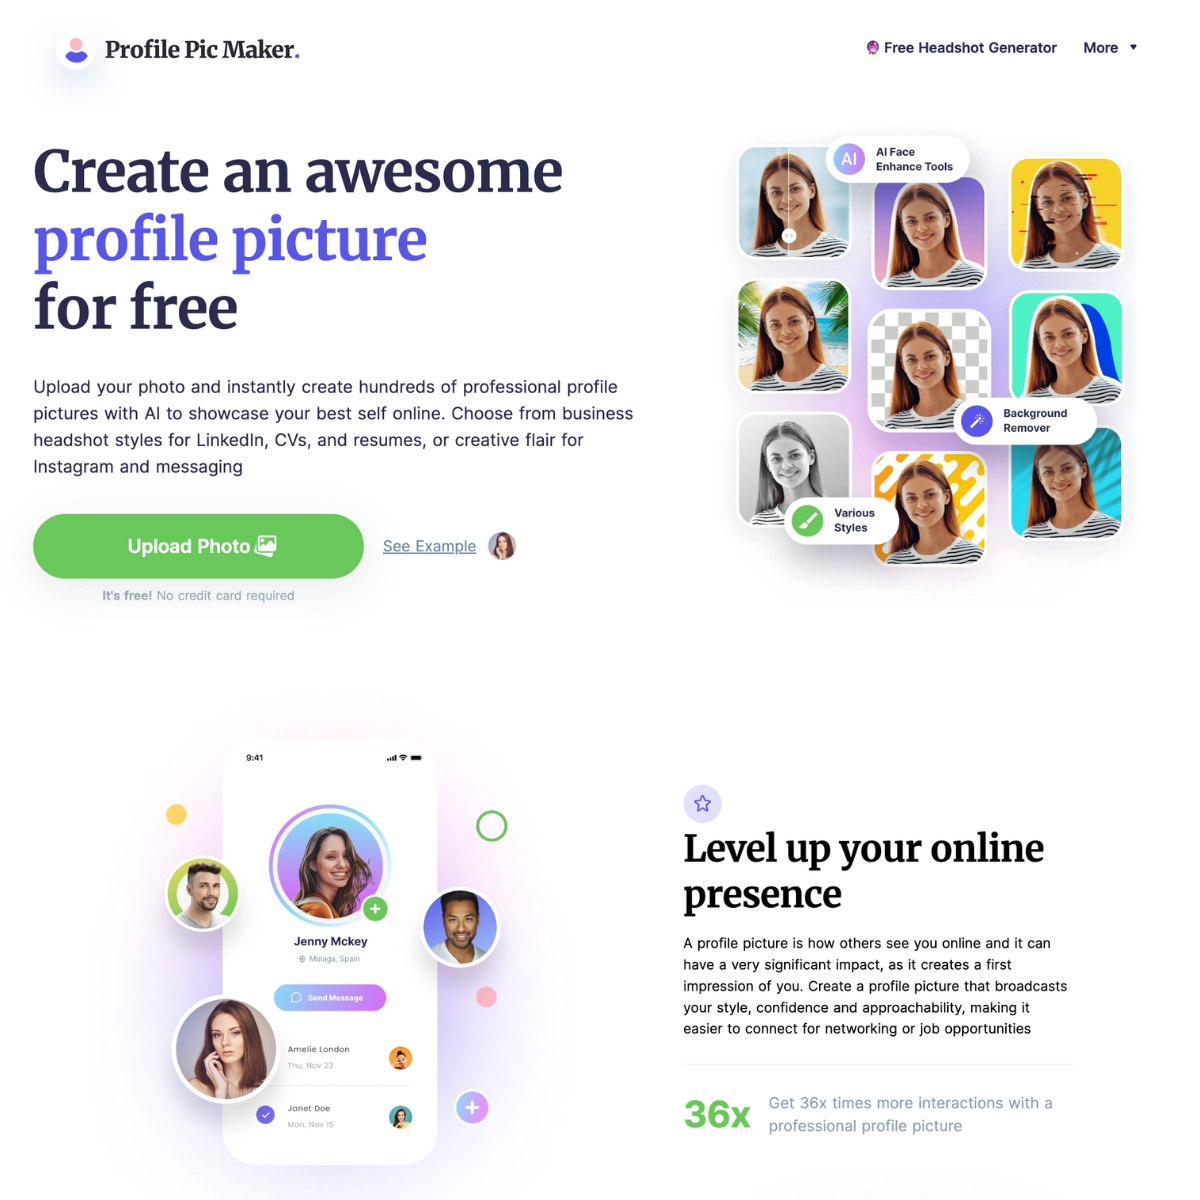 Profile Pic Maker.
Free Headshot Generator
More
Create an awesome
profile picture
for free
Upload your photo and instantly create hundreds of professional profile
pictures with AI to showcase your best self online. Choose from business
headshot styles for LinkedIn, CVs, and resumes, or creative flair for
Instagram and messaging
Upload Photo
See Example
It's free! No credit card required
AI
AI Face
Enhance Tools
Background
Remover
Various
Styles
9:41
Jenny Mckey
Malaga, Spain
Send Message
Amelie London
Thu, Nov 23
Janet Doe
Mon, Nov 15
Level up your online
presence
A profile picture is how others see you online and it can
have a very significant impact, as it creates a first
impression of you. Create a profile picture that broadcasts
your style, confidence and approachability, making it
easier to connect for networking or job opportunities
36x
Get 36x times more interactions with a
professional profile picture